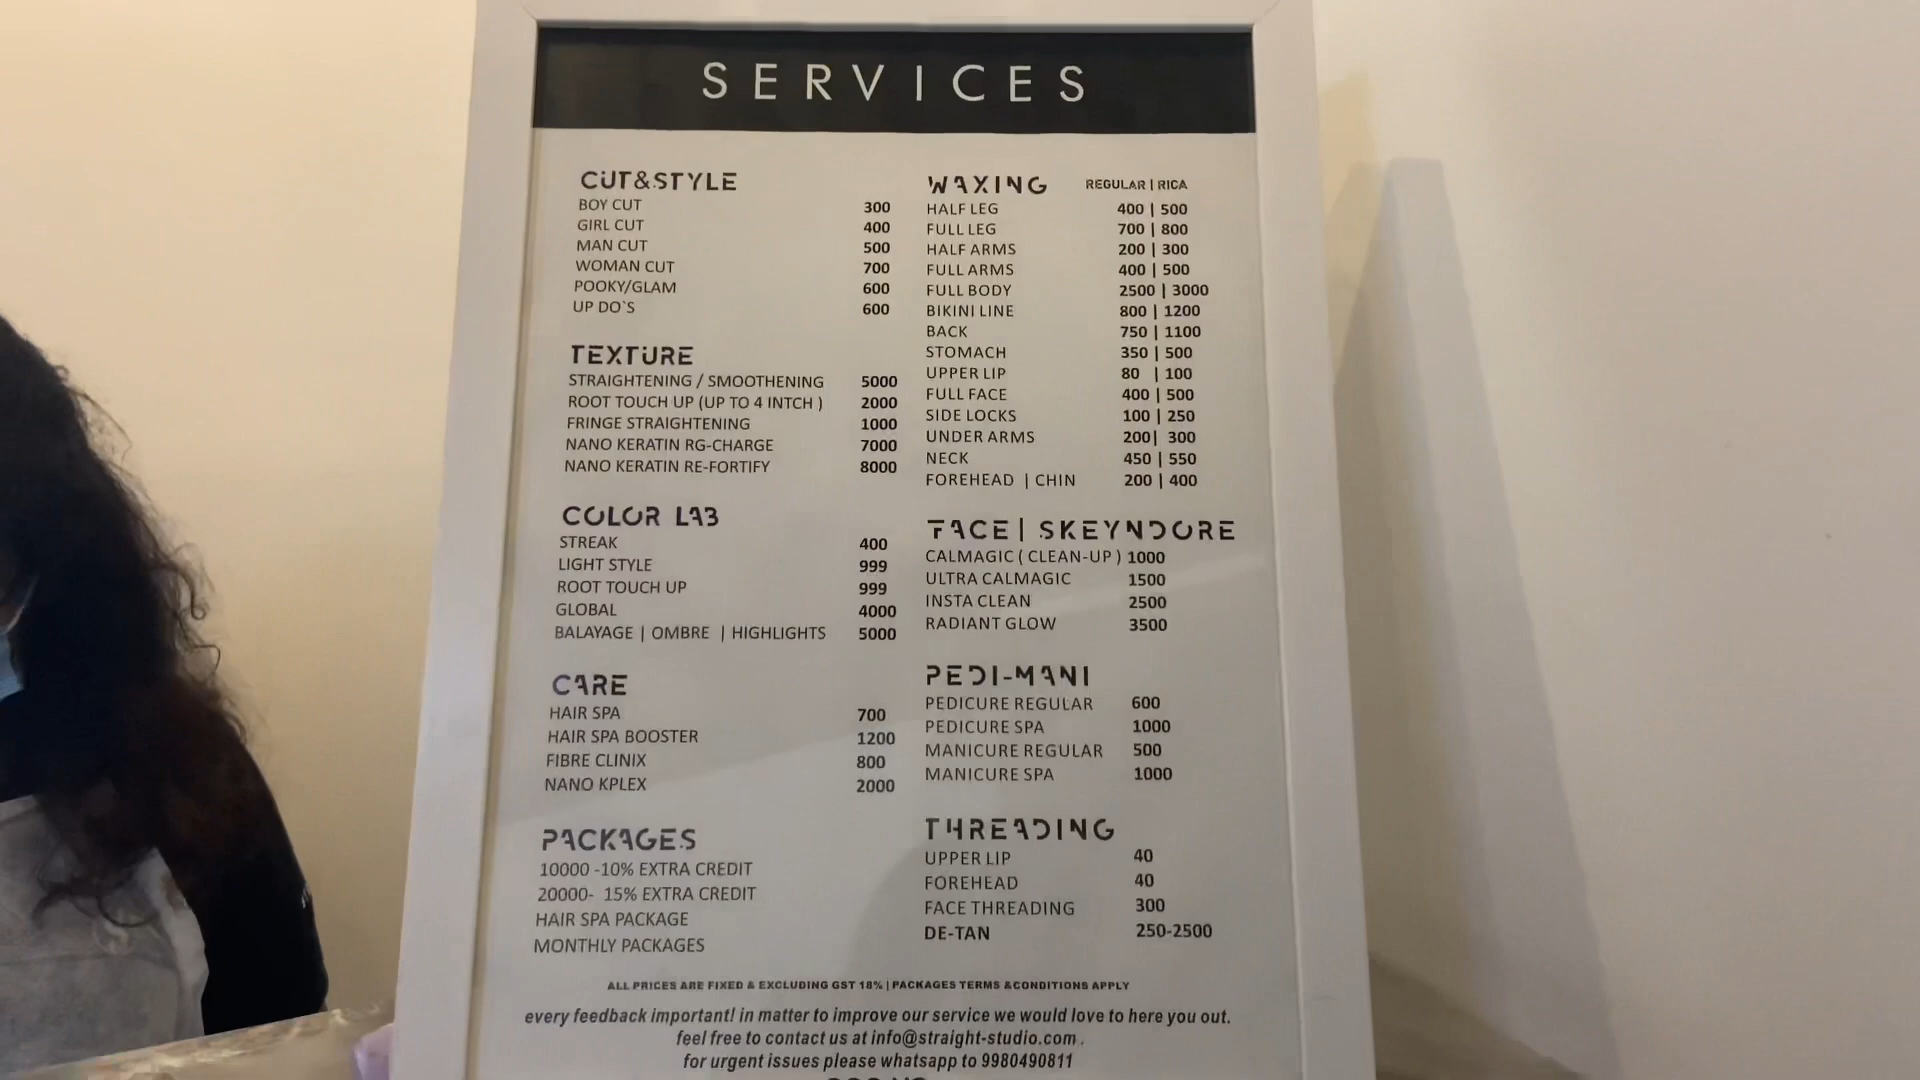 SERVICES
CUT&STYLE
BOY CUT 300
GIRL CUT 400
MAN CUT 500
WOMAN CUT 700
POOKY/GLAM 600
UP DO`S 600
TEXTURE
STRAIGHTENING / SMOOTHENING 5000
ROOT TOUCH UP (UP TO 4 INTCH ) 2000
FRINGE STRAIGHTENING 1000
NANO KERATIN RG-CHARGE 7000
NANO KERATIN RE-FORTIFY 8000
COLOR LAB
STREAK 400
LIGHT STYLE 999
ROOT TOUCH UP 999
GLOBAL 4000
BALAYAGE | OMBRE | HIGHLIGHTS 5000
CARE
HAIR SPA 700
HAIR SPA BOOSTER 1200
FIBRE CLINIX 800
NANO KPLEX 2000
PACKAGES
10000 -10% EXTRA CREDIT
20000- 15% EXTRA CREDIT
HAIR SPA PACKAGE
MONTHLY PACKAGES
WAXING REGULAR | RICA
HALF LEG 400 | 500
FULL LEG 700 | 800
HALF ARMS 200 | 300
FULL ARMS 400 | 500
FULL BODY 2500 | 3000
BIKINI LINE 800 | 1200
BACK 750 | 1100
STOMACH 350 | 500
UPPER LIP 80 | 100
FULL FACE 400 | 500
SIDE LOCKS 100 | 250
UNDER ARMS 200| 300
NECK 450 | 550
FOREHEAD | CHIN 200 | 400
FACE| SKEYNDORE
CALMAGIC ( CLEAN-UP ) 1000
ULTRA CALMAGIC 1500
INSTA CLEAN 2500
RADIANT GLOW 3500
PEDI-MANI
PEDICURE REGULAR 600
PEDICURE SPA 1000
MANICURE REGULAR 500
MANICURE SPA 1000
THREADING
UPPER LIP 40
FOREHEAD 40
FACE THREADING 300
DE-TAN 250-2500
ALL PRICES ARE FIXED & EXCLUDING GST 18% | PACKAGES TERMS &CONDITIONS APPLY
every feedback important! in matter to improve our service we would love to here you out.
feel free to contact us at info@straight-studio.com .
for urgent issues please whatsapp to 9980490811